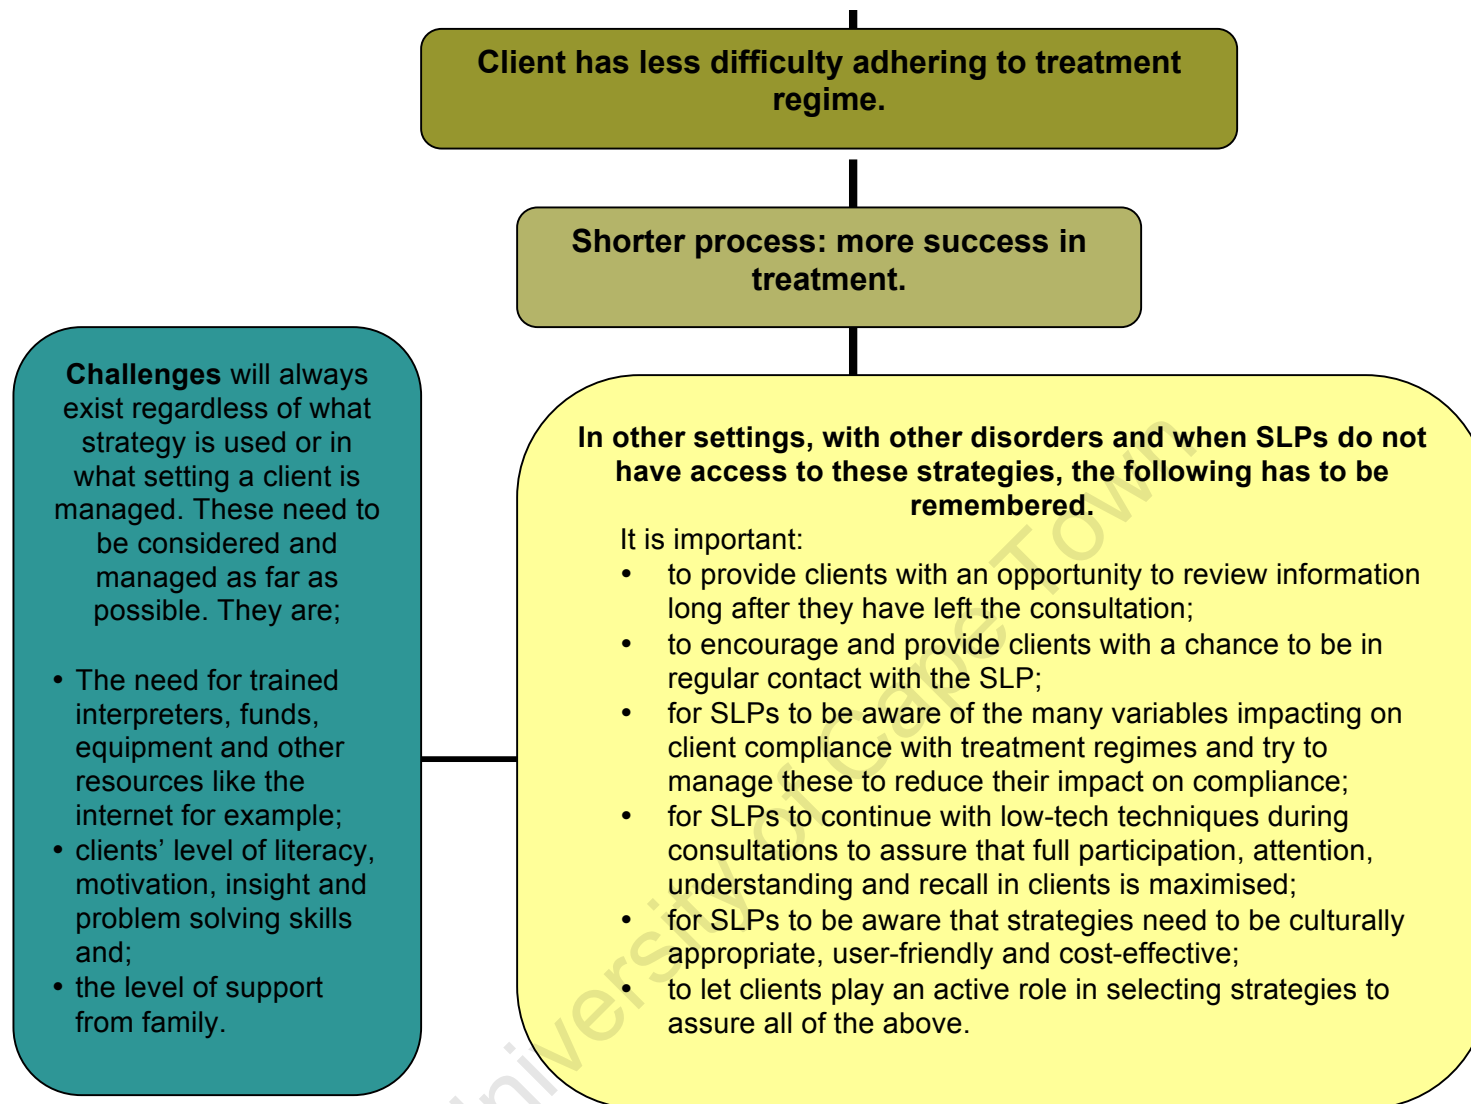 Client has less difficulty adhering to treatment
regime.
Shorter process: more success in
treatment.
Challenges will always
exist regardless of what
strategy is used or in
what setting a client is
managed. These need to
be considered and
managed as far as
possible. They are;
• The need for trained
interpreters, funds,
equipment and other
resources like the
internet for example;
• clients’ level of literacy,
motivation, insight and
problem solving skills
and;
• the level of support
from family.
In other settings, with other disorders and when SLPs do not
have access to these strategies, the following has to be
remembered.
It is important:
• to provide clients with an opportunity to review information
long after they have left the consultation;
• to encourage and provide clients with a chance to be in
regular contact with the SLP;
• for SLPs to be aware of the many variables impacting on
client compliance with treatment regimes and try to
manage these to reduce their impact on compliance;
• for SLPs to continue with low-tech techniques during
consultations to assure that full participation, attention,
understanding and recall in clients is maximised;
• for SLPs to be aware that strategies need to be culturally
appropriate, user-friendly and cost-effective;
• to let clients play an active role in selecting strategies to
assure all of the above.
University of Cape Town